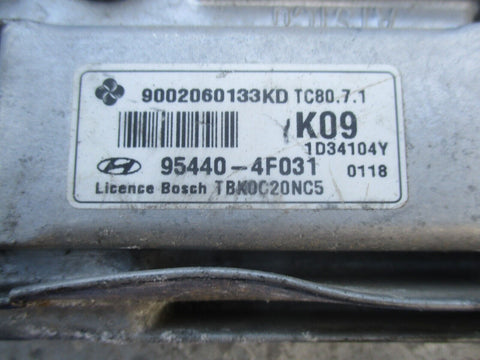 9002060133KD TC80.7.1
K09
1D34104Y
95440-4F031 0118
Licence Bosch TBK0C20NC5